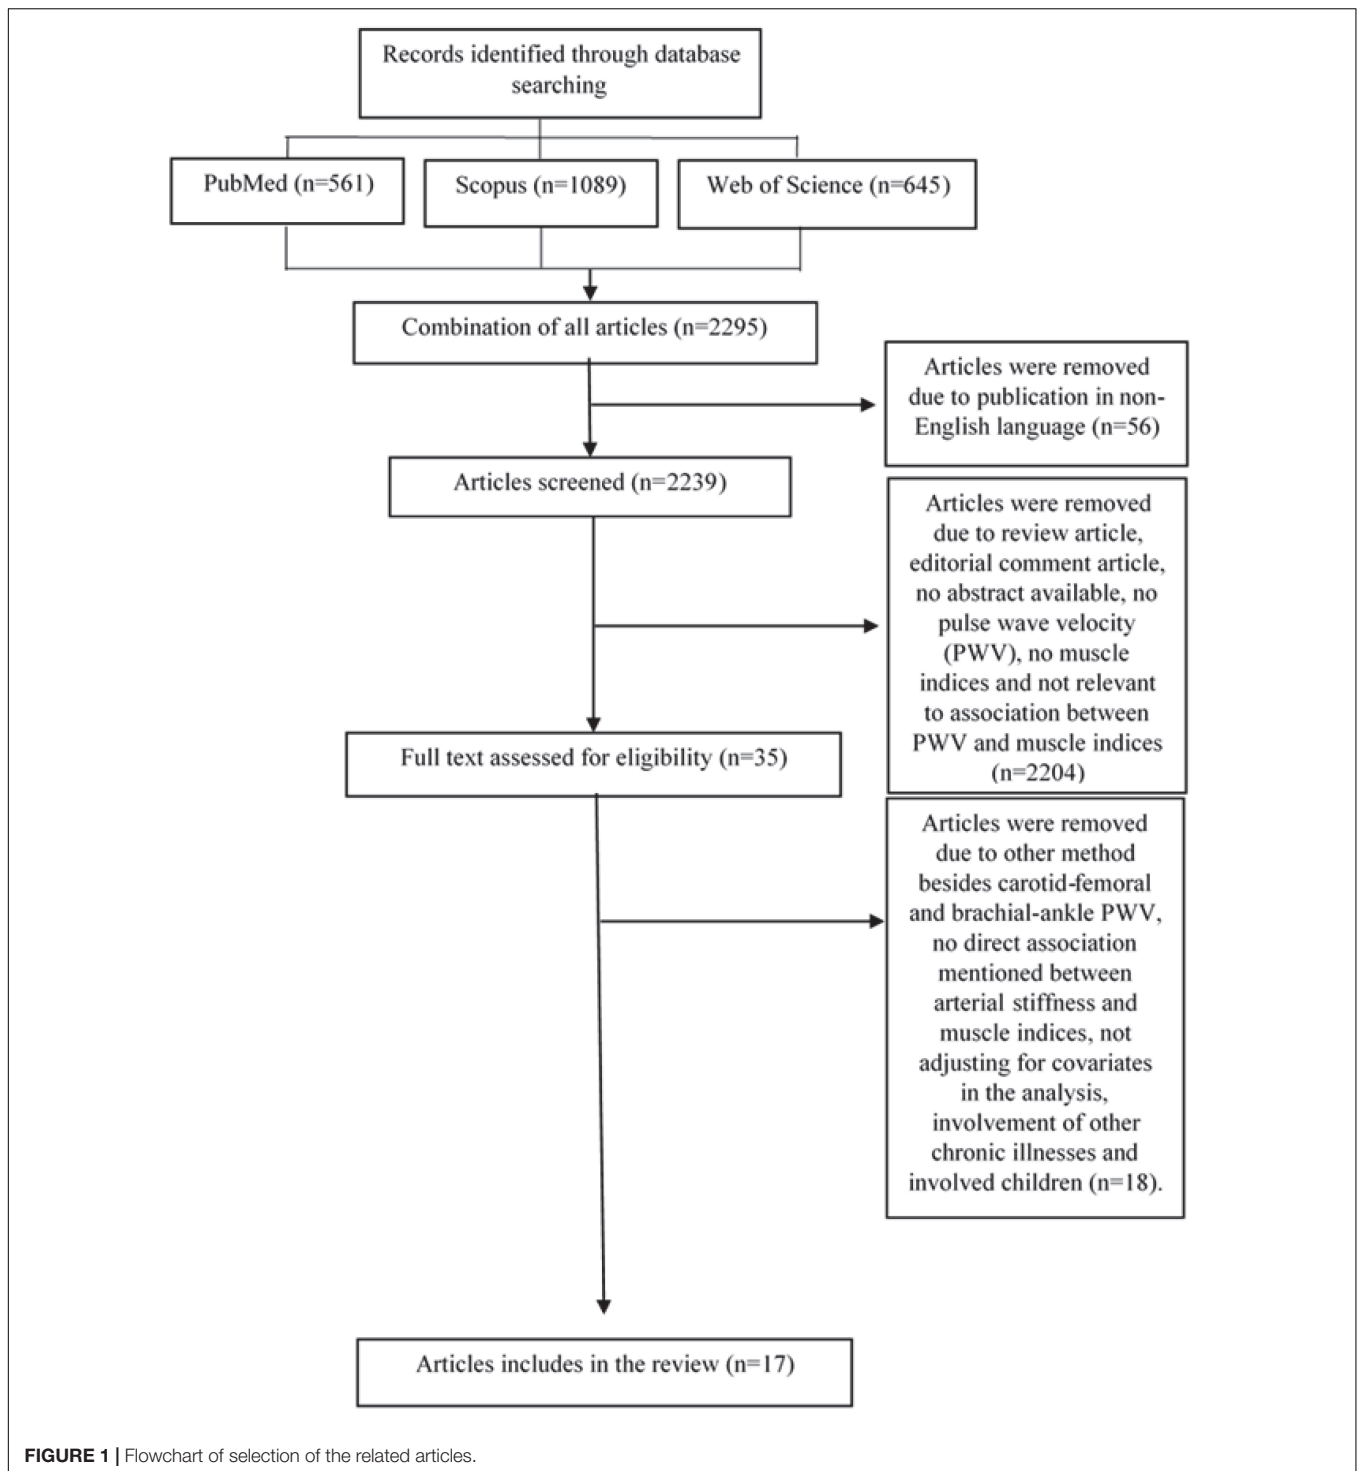 Records identified through database
searching
PubMed (n=561)
Scopus (n=1089)
Web of Science (n=645)
Combination of all articles (n=2295)
Articles were removed
due to publication in non-
English language (n=56)
Articles screened (n=2239)
Articles were removed
due to review article,
editorial comment article,
no abstract available, no
pulse wave velocity
(PWV), no muscle
indices and not relevant
to association between
PWV and muscle indices
(n=2204)
Full text assessed for eligibility (n=35)
Articles were removed
due to other method
besides carotid-femoral
and brachial-ankle PWV,
no direct association
mentioned between
arterial stiffness and
muscle indices, not
adjusting for covariates
in the analysis,
involvement of other
chronic illnesses and
involved children (n=18).
Articles includes in the review (n=17)
FIGURE 1 | Flowchart of selection of the related articles.